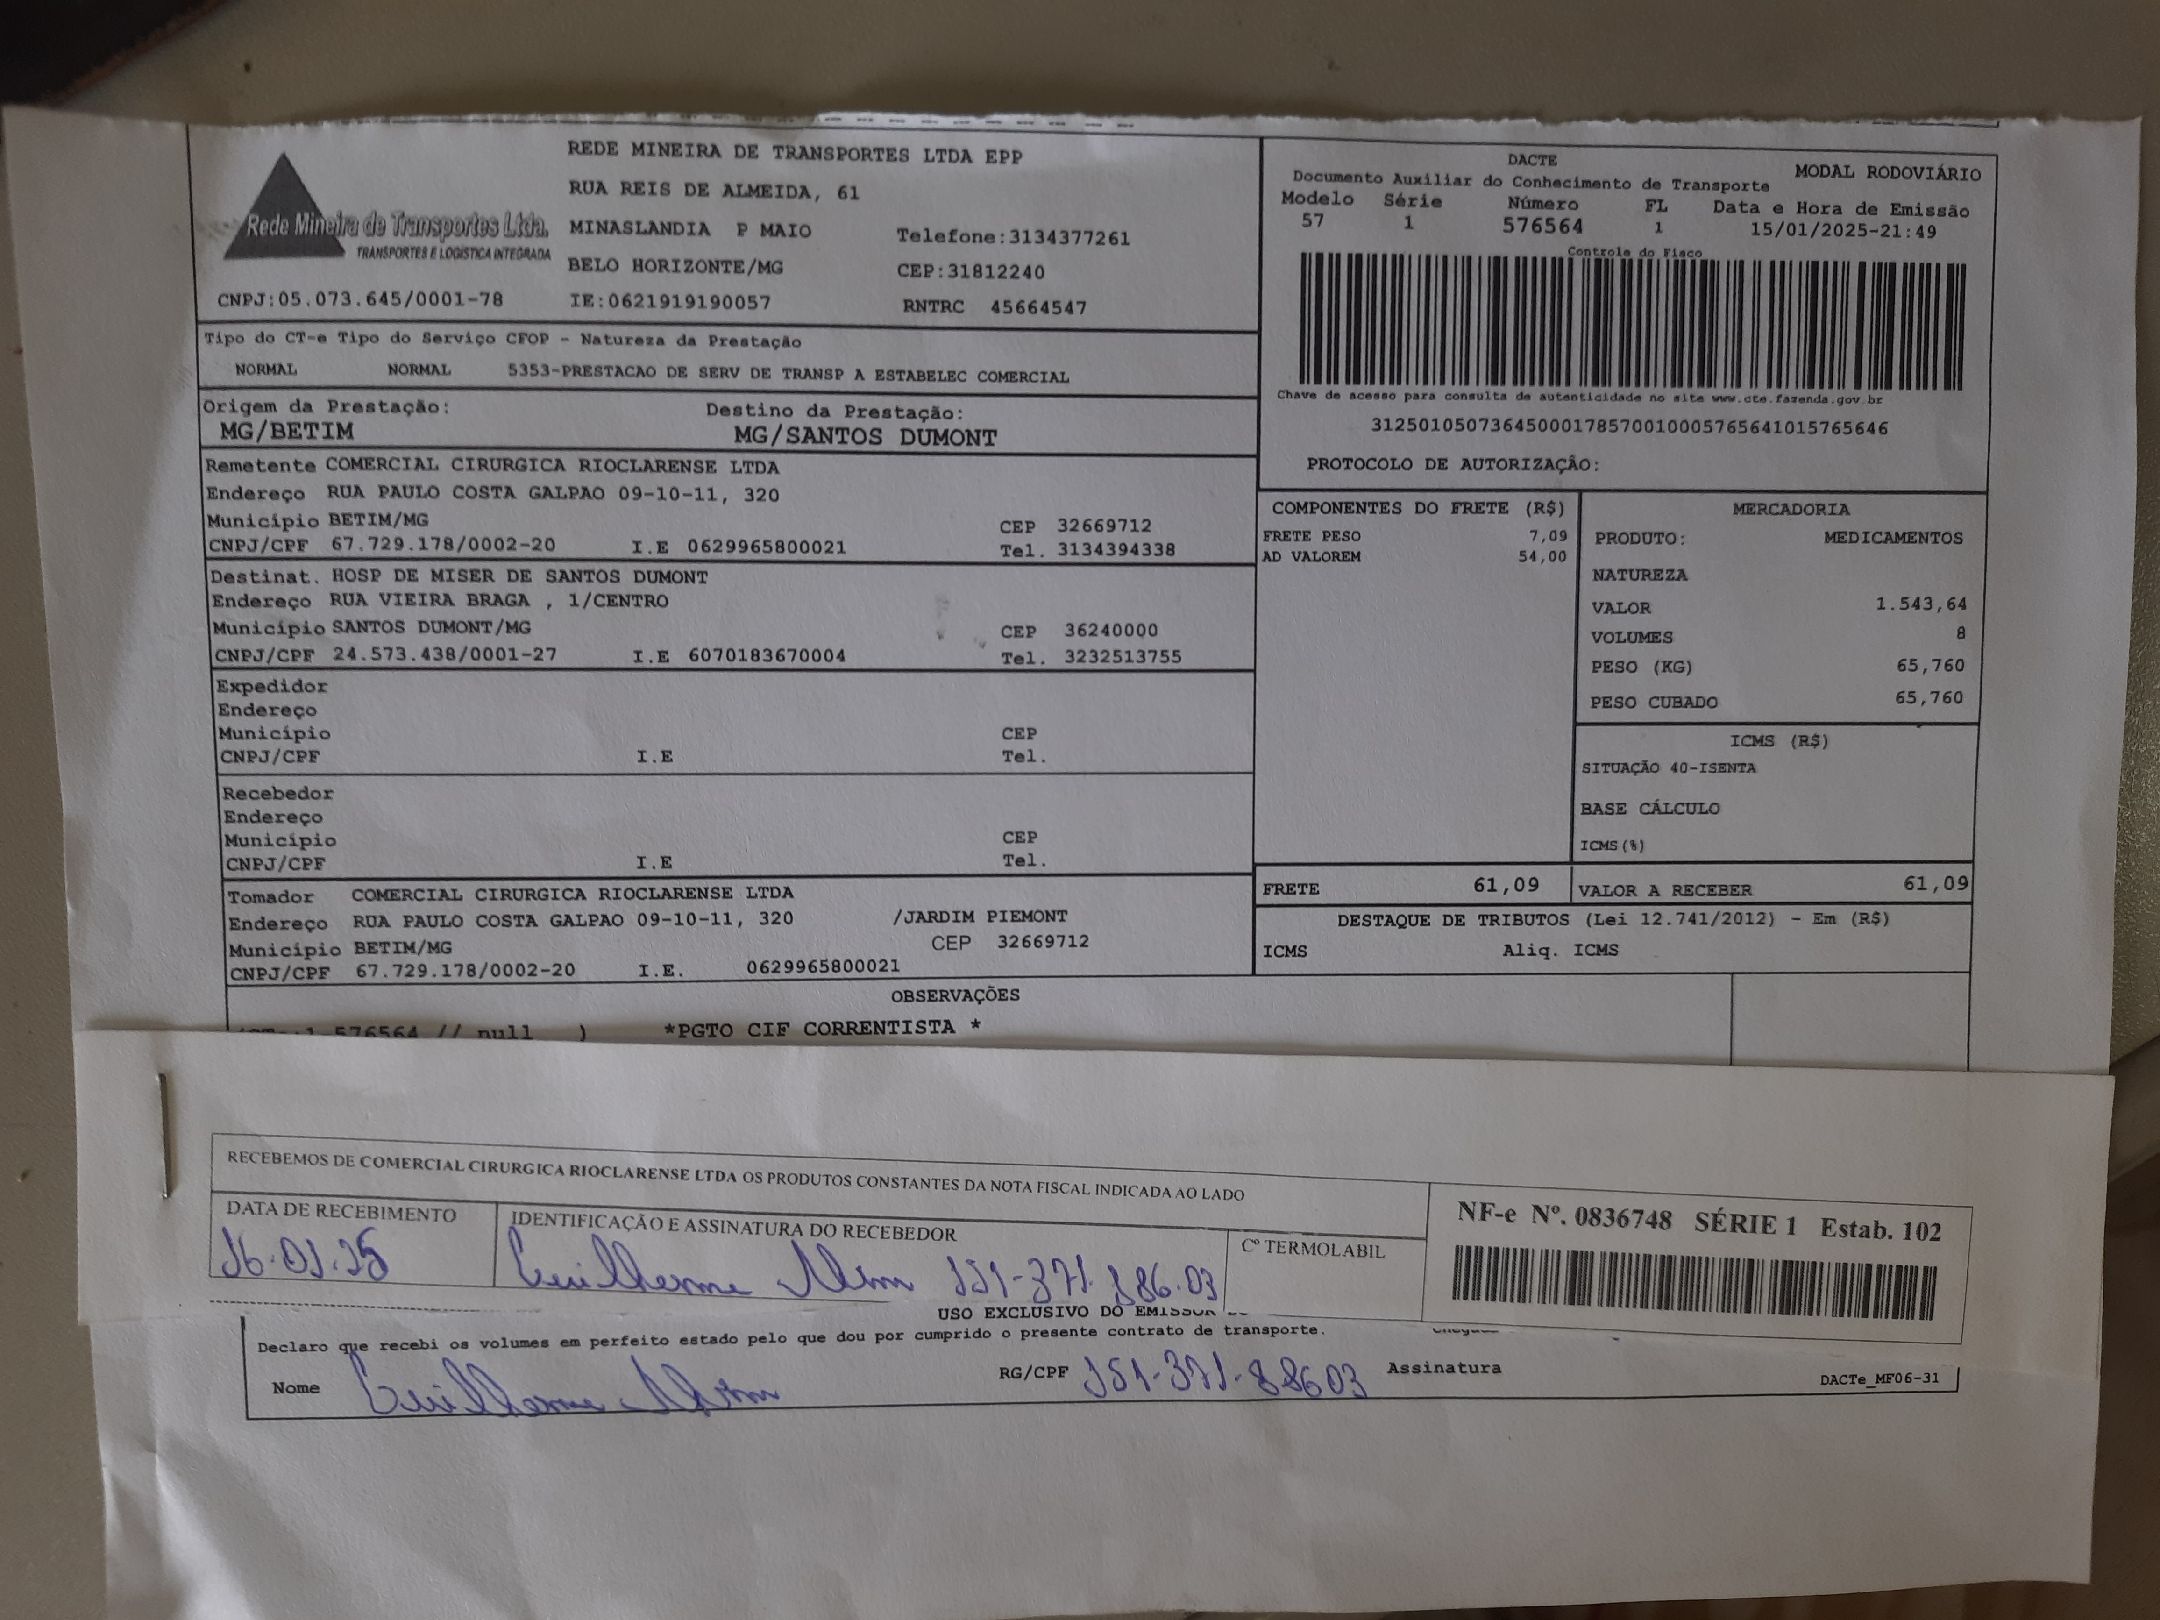 REDE MINEIRA DE TRANSPORTES LTDA EPP
RUA REIS DE ALMEIDA, 61
Rede Mineira de Transportes Ltda.
TRANSPORTES E LOGISTICA INTEGRADA
MINASLANDIA P MAIO Telefone:3134377261
BELO HORIZONTE/MG CEP:31812240
CNPJ:05.073.645/0001-78 IE:0621919190057 RNTRC 45664547
DACTE MODAL RODOVIÁRIO
Documento Auxiliar do Conhecimento de Transporte
Modelo Série Número FL Data e Hora de Emissão
57 1 576564 1 15/01/2025-21:49
Controle do Fisco
Chave de acesso para consulta de autenticidade no site www.cte.fazenda.gov.br
31250105073645000178570010005765641015765646
PROTOCOLO DE AUTORIZAÇÃO:
Tipo do CT-e Tipo do Serviço CFOP - Natureza da Prestação
NORMAL NORMAL 5353-PRESTACAO DE SERV DE TRANSP A ESTABELEC COMERCIAL
Origem da Prestação: Destino da Prestação:
MG/BETIM MG/SANTOS DUMONT
Remetente COMERCIAL CIRURGICA RIOCLARENSE LTDA
Endereço RUA PAULO COSTA GALPAO 09-10-11, 320
Município BETIM/MG CEP 32669712
CNPJ/CPF 67.729.178/0002-20 I.E 0629965800021 Tel. 3134394338
Destinat. HOSP DE MISER DE SANTOS DUMONT
Endereço RUA VIEIRA BRAGA , 1/CENTRO
Município SANTOS DUMONT/MG CEP 36240000
CNPJ/CPF 24.573.438/0001-27 I.E 6070183670004 Tel. 3232513755
Expedidor
Endereço
Município CEP
CNPJ/CPF I.E Tel.
Recebedor
Endereço
Município CEP
CNPJ/CPF I.E Tel.
Tomador COMERCIAL CIRURGICA RIOCLARENSE LTDA
Endereço RUA PAULO COSTA GALPAO 09-10-11, 320 /JARDIM PIEMONT
Município BETIM/MG CEP 32669712
CNPJ/CPF 67.729.178/0002-20 I.E. 0629965800021
COMPONENTES DO FRETE (R$)
FRETE PESO 7,09
AD VALOREM 54,00
MERCADORIA
PRODUTO: MEDICAMENTOS
NATUREZA
VALOR 1.543,64
VOLUMES 8
PESO (KG) 65,760
PESO CUBADO 65,760
ICMS (R$)
SITUAÇÃO 40-ISENTA
BASE CÁLCULO
ICMS(%)
FRETE 61,09 VALOR A RECEBER 61,09
DESTAQUE DE TRIBUTOS (Lei 12.741/2012) - Em (R$)
ICMS Aliq. ICMS
OBSERVAÇÕES
576564 // null ) *PGTO CIF CORRENTISTA *
RECEBEMOS DE COMERCIAL CIRURGICA RIOCLARENSE LTDA OS PRODUTOS CONSTANTES DA NOTA FISCAL INDICADA AO LADO
DATA DE RECEBIMENTO IDENTIFICAÇÃO E ASSINATURA DO RECEBEDOR Cº TERMOLABIL
16.01.25 Guilherme 151-371.886.03
NF-e Nº. 0836748 SÉRIE 1 Estab. 102
USO EXCLUSIVO DO EMISSOR
Declaro que recebi os volumes em perfeito estado pelo que dou por cumprido o presente contrato de transporte.
Nome Guilherme RG/CPF 151-371-88603 Assinatura
DACTe_MF06-31